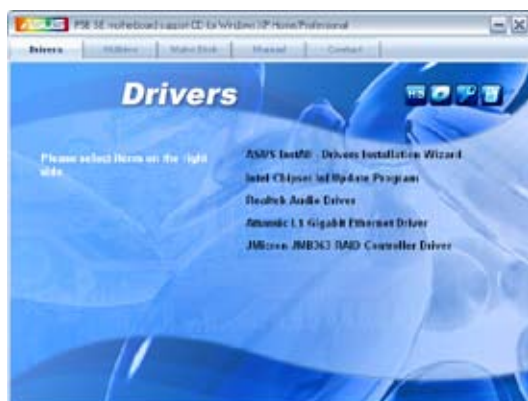 ASUS P5B SE motherboard support CD for Windows XP Home/Professional
Drivers Utilities Make Disk Manual Contact
Drivers
Please select items on the right side.
ASUS InstAll - Drivers Installation Wizard
Intel Chipset Inf Update Program
Realtek Audio Driver
Attansic L1 Gigabit Ethernet Driver
JMicron JMB363 RAID Controller Driver